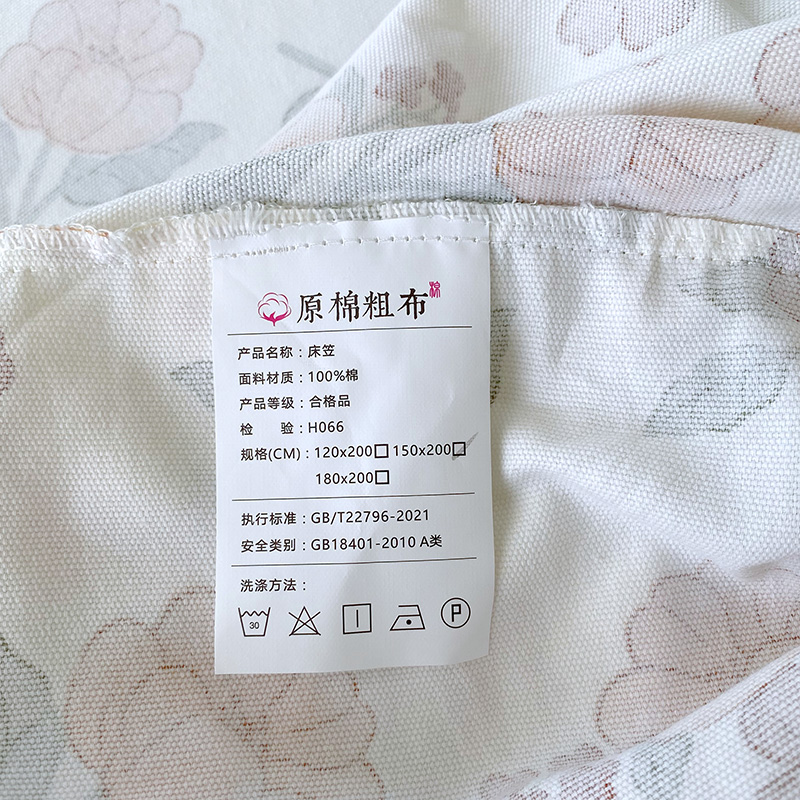 原棉粗布 棉
产品名称：床笠
面料材质：100%棉
产品等级：合格品
检 验：H066
规格(CM)：120x200□ 150x200□
180x200□
执行标准：GB/T22796-2021
安全类别：GB18401-2010 A类
洗涤方法：
30
P